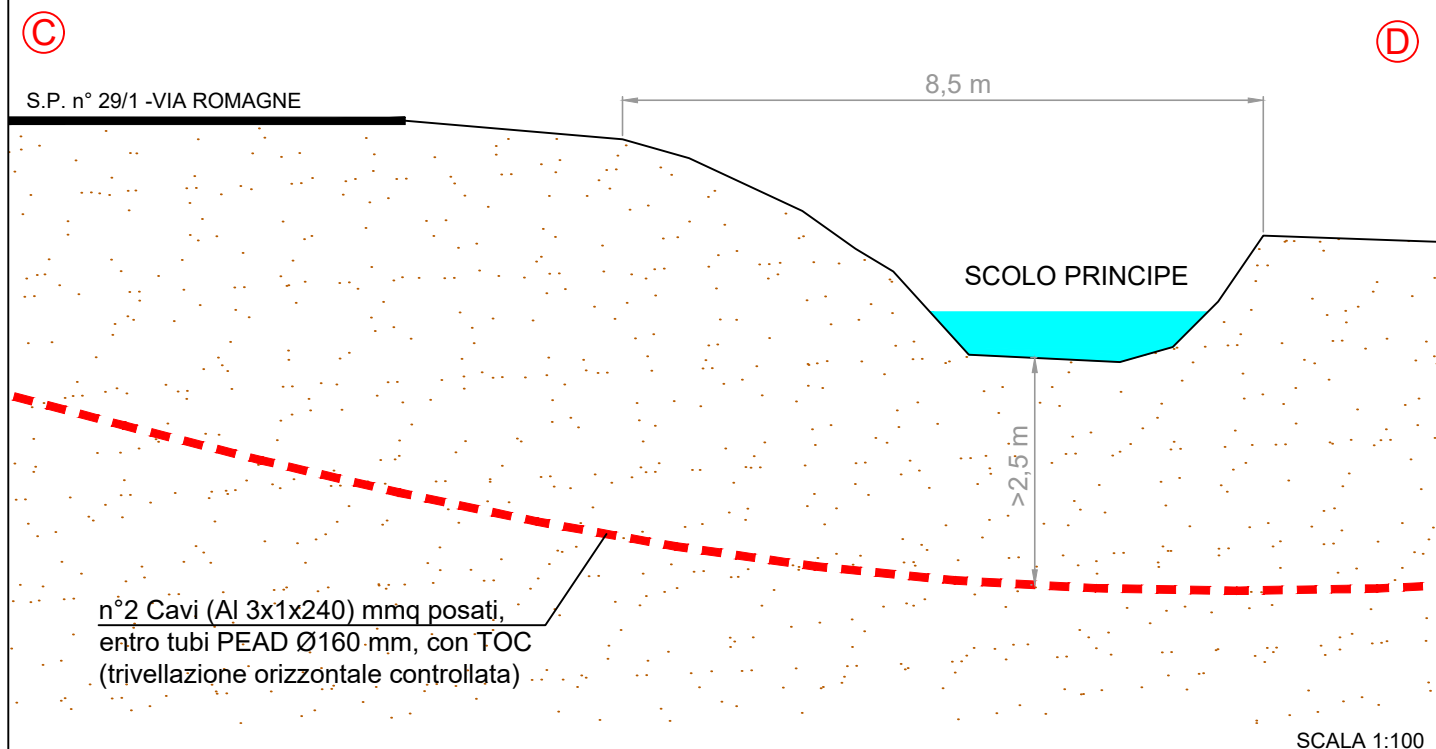 C
D
S.P. n° 29/1 -VIA ROMAGNE
8,5 m
SCOLO PRINCIPE
>2,5 m
n°2 Cavi (Al 3x1x240) mmq posati,
entro tubi PEAD Ø160 mm, con TOC
(trivellazione orizzontale controllata)
SCALA 1:100